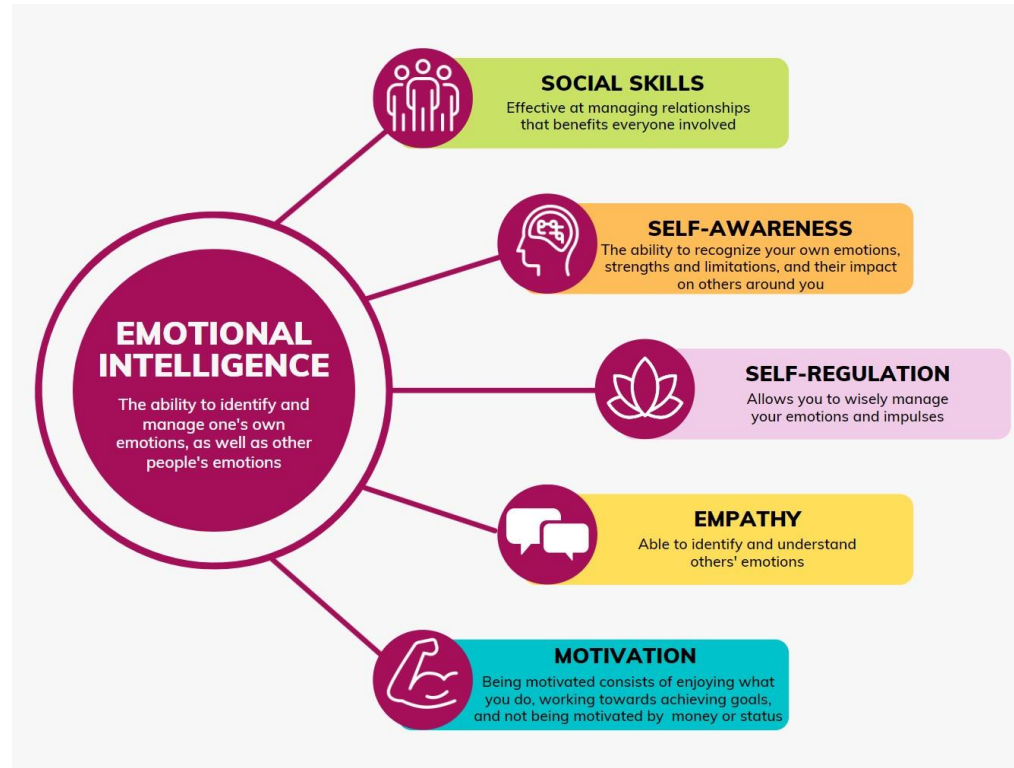 SOCIAL SKILLS
Effective at managing relationships
that benefits everyone involved
SELF-AWARENESS
The ability to recognize your own emotions,
strengths and limitations, and their impact
on others around you
EMOTIONAL
INTELLIGENCE
The ability to identify and
manage one's own
emotions, as well as other
people's emotions
SELF-REGULATION
Allows you to wisely manage
your emotions and impulses
EMPATHY
Able to identify and understand
others' emotions
MOTIVATION
Being motivated consists of enjoying what
you do, working towards achieving goals,
and not being motivated by money or status